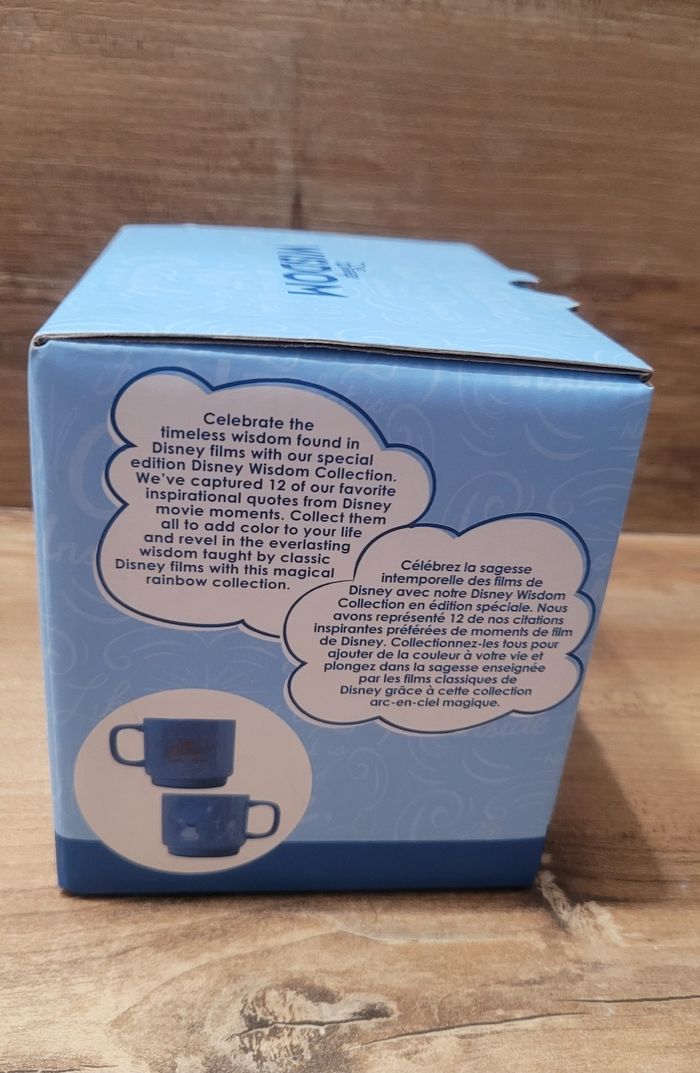 WISDOM
Disney
Celebrate the
timeless wisdom found in
Disney films with our special
edition Disney Wisdom Collection.
We've captured 12 of our favorite
inspirational quotes from Disney
movie moments. Collect them
all to add color to your life
and revel in the everlasting
wisdom taught by classic
Disney films with this magical
rainbow collection.
Célébrez la sagesse
intemporelle des films de
Disney avec notre Disney Wisdom
Collection en édition spéciale. Nous
avons représenté 12 de nos citations
inspirantes préférées de moments de film
de Disney. Collectionnez-les tous pour
ajouter de la couleur à votre vie et
plongez dans la sagesse enseignée
par les films classiques de
Disney grâce à cette collection
arc-en-ciel magique.